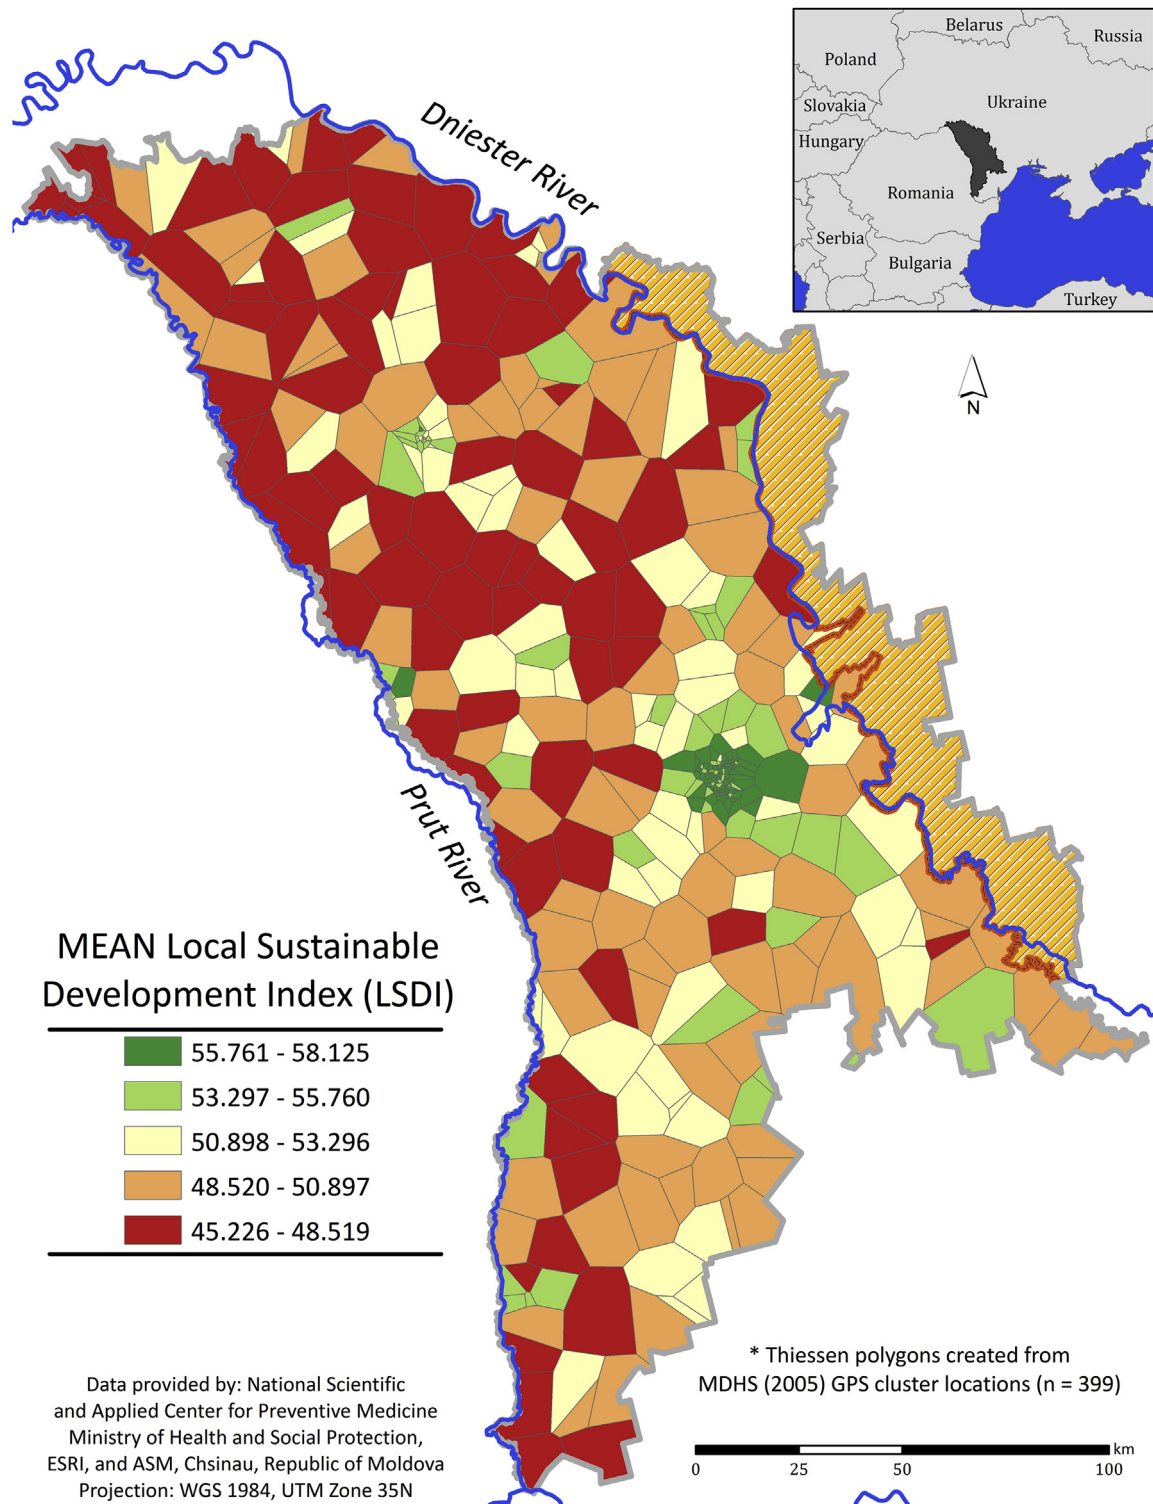 Belarus
Russia
Poland
Slovakia
Ukraine
Hungary
Romania
Serbia
Bulgaria
Turkey
Dniester River
N
Prut River
MEAN Local Sustainable
Development Index (LSDI)
55.761 - 58.125
53.297 - 55.760
50.898 - 53.296
48.520 - 50.897
45.226 - 48.519
* Thiessen polygons created from
MDHS (2005) GPS cluster locations (n = 399)
Data provided by: National Scientific
and Applied Center for Preventive Medicine
Ministry of Health and Social Protection,
ESRI, and ASM, Chsinau, Republic of Moldova
Projection: WGS 1984, UTM Zone 35N
km
0 25 50 100